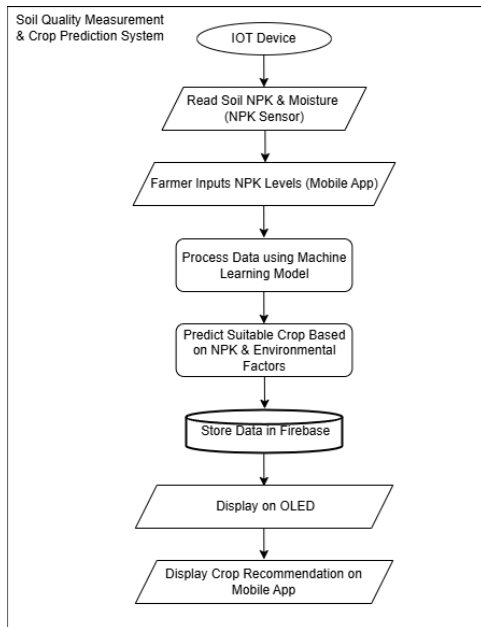 Soil Quality Measurement
& Crop Prediction System
IOT Device
Read Soil NPK & Moisture
(NPK Sensor)
Farmer Inputs NPK Levels (Mobile App)
Process Data using Machine
Learning Model
Predict Suitable Crop Based
on NPK & Environmental
Factors
Store Data in Firebase
Display on OLED
Display Crop Recommendation on
Mobile App